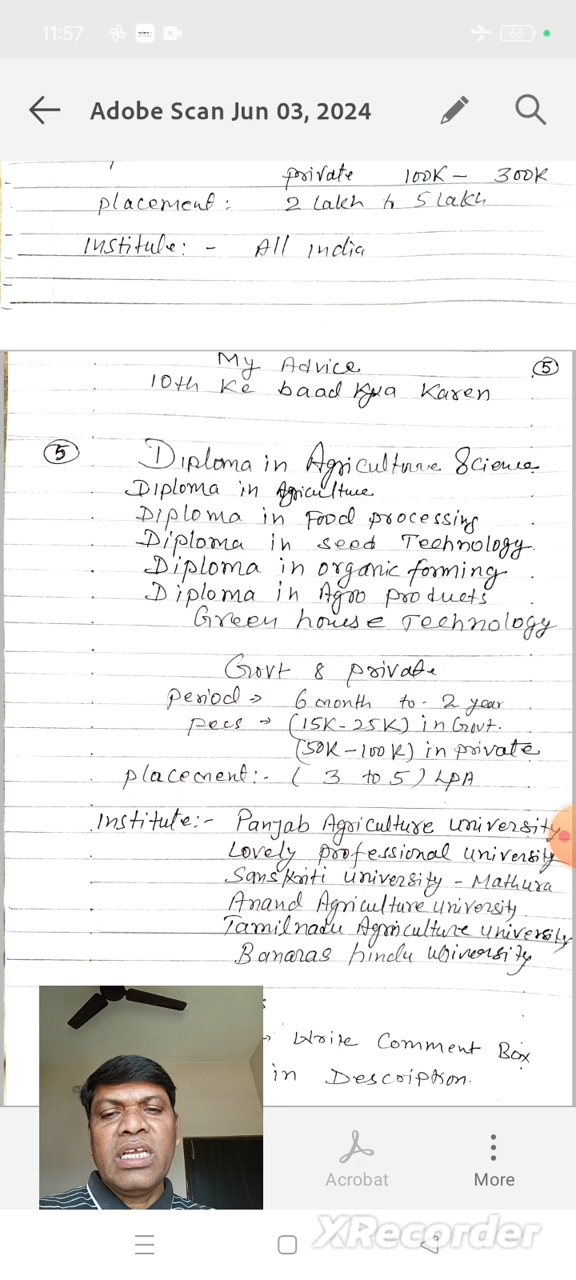 11:57
66
Adobe Scan Jun 03, 2024
private 100K - 300K
placement: 2 lakh to 5 lakh
Institute: - All India
My Advice
5
10th Ke baad Kya Karen
5
Diploma in Agriculture Science
Diploma in Agriculture
Diploma in Food processing
Diploma in seed Technology.
Diploma in organic forming
Diploma in Agro products
Green house Technology
Govt & private
period → 6 month to - 2 year
Fees → (15K-25K) in Govt.
(50K-100K) in private
placement:- ( 3 to 5) LPA
Institute:- Panjab Agriculture university
Lovely professional university
Sanskriti university - Mathura
Anand Agriculture university
Tamilnadu Agriculture university
Banaras hindu university
Write Comment Box
in Description.
Acrobat
More
XRecorder